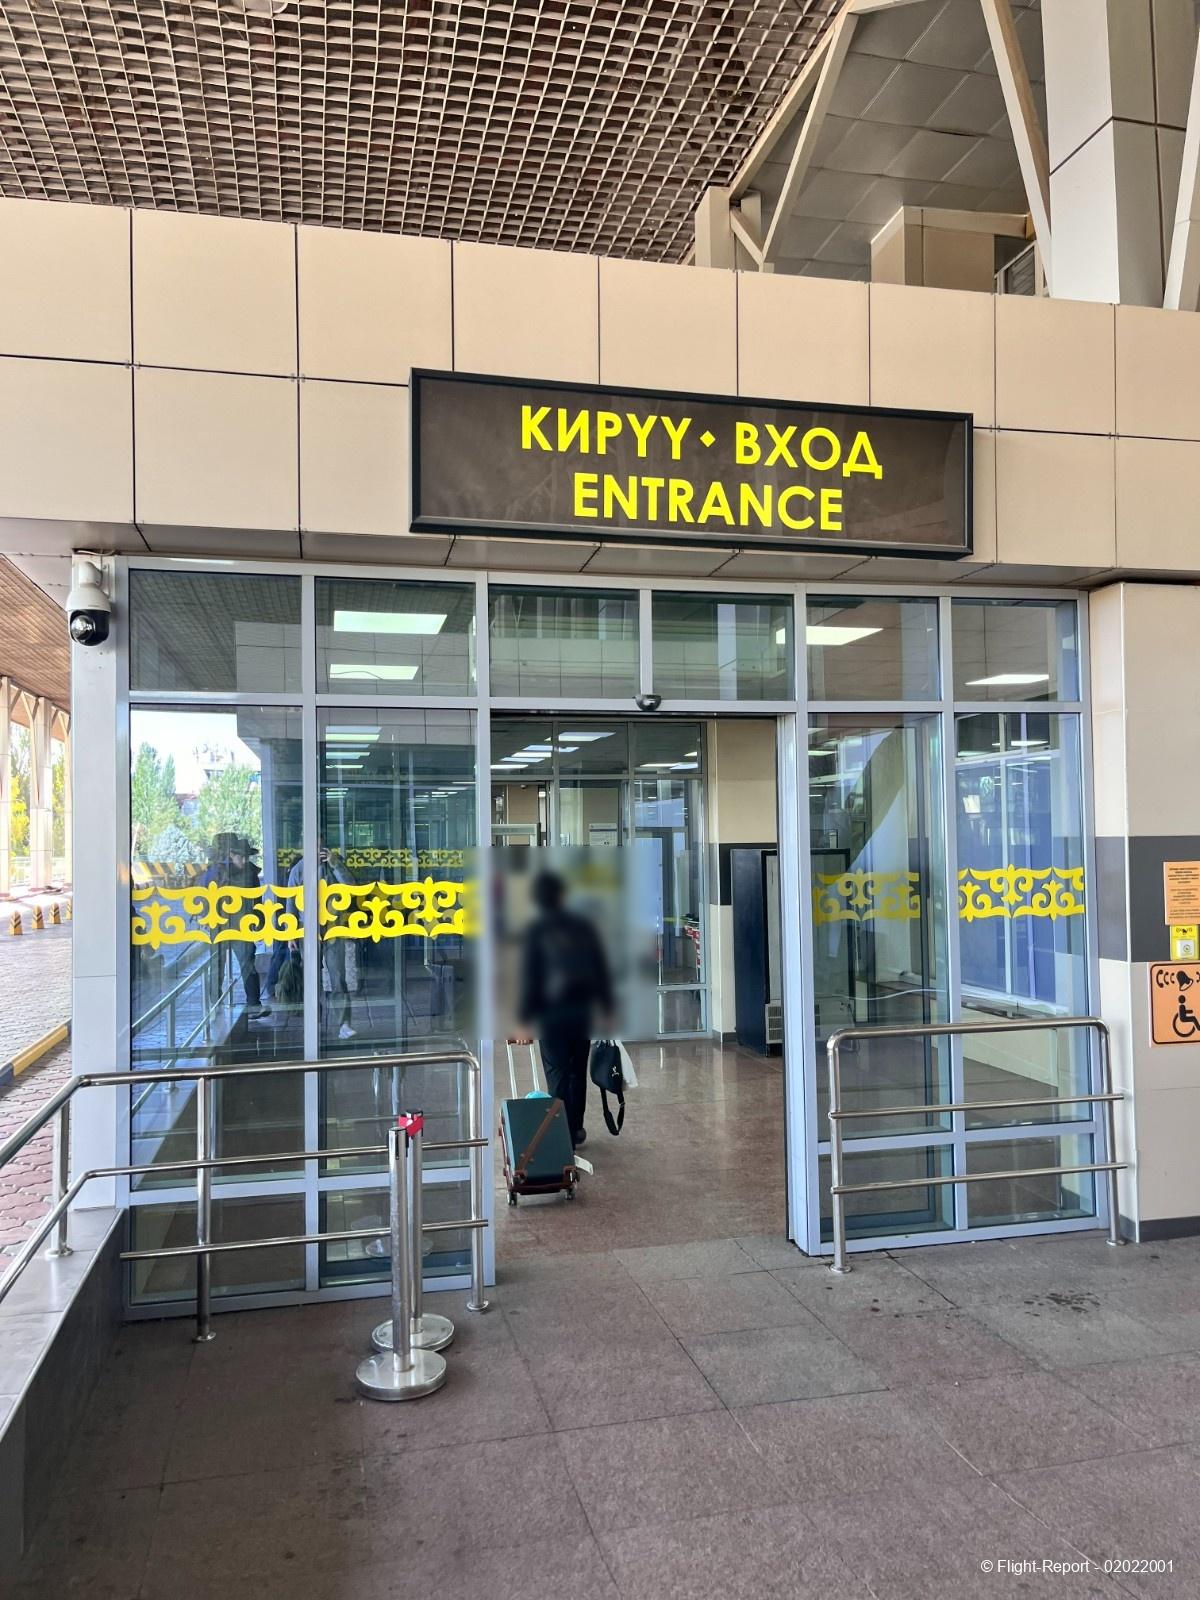 КИРҮҮ • ВХОД
ENTRANCE
© Flight-Report - 02022001